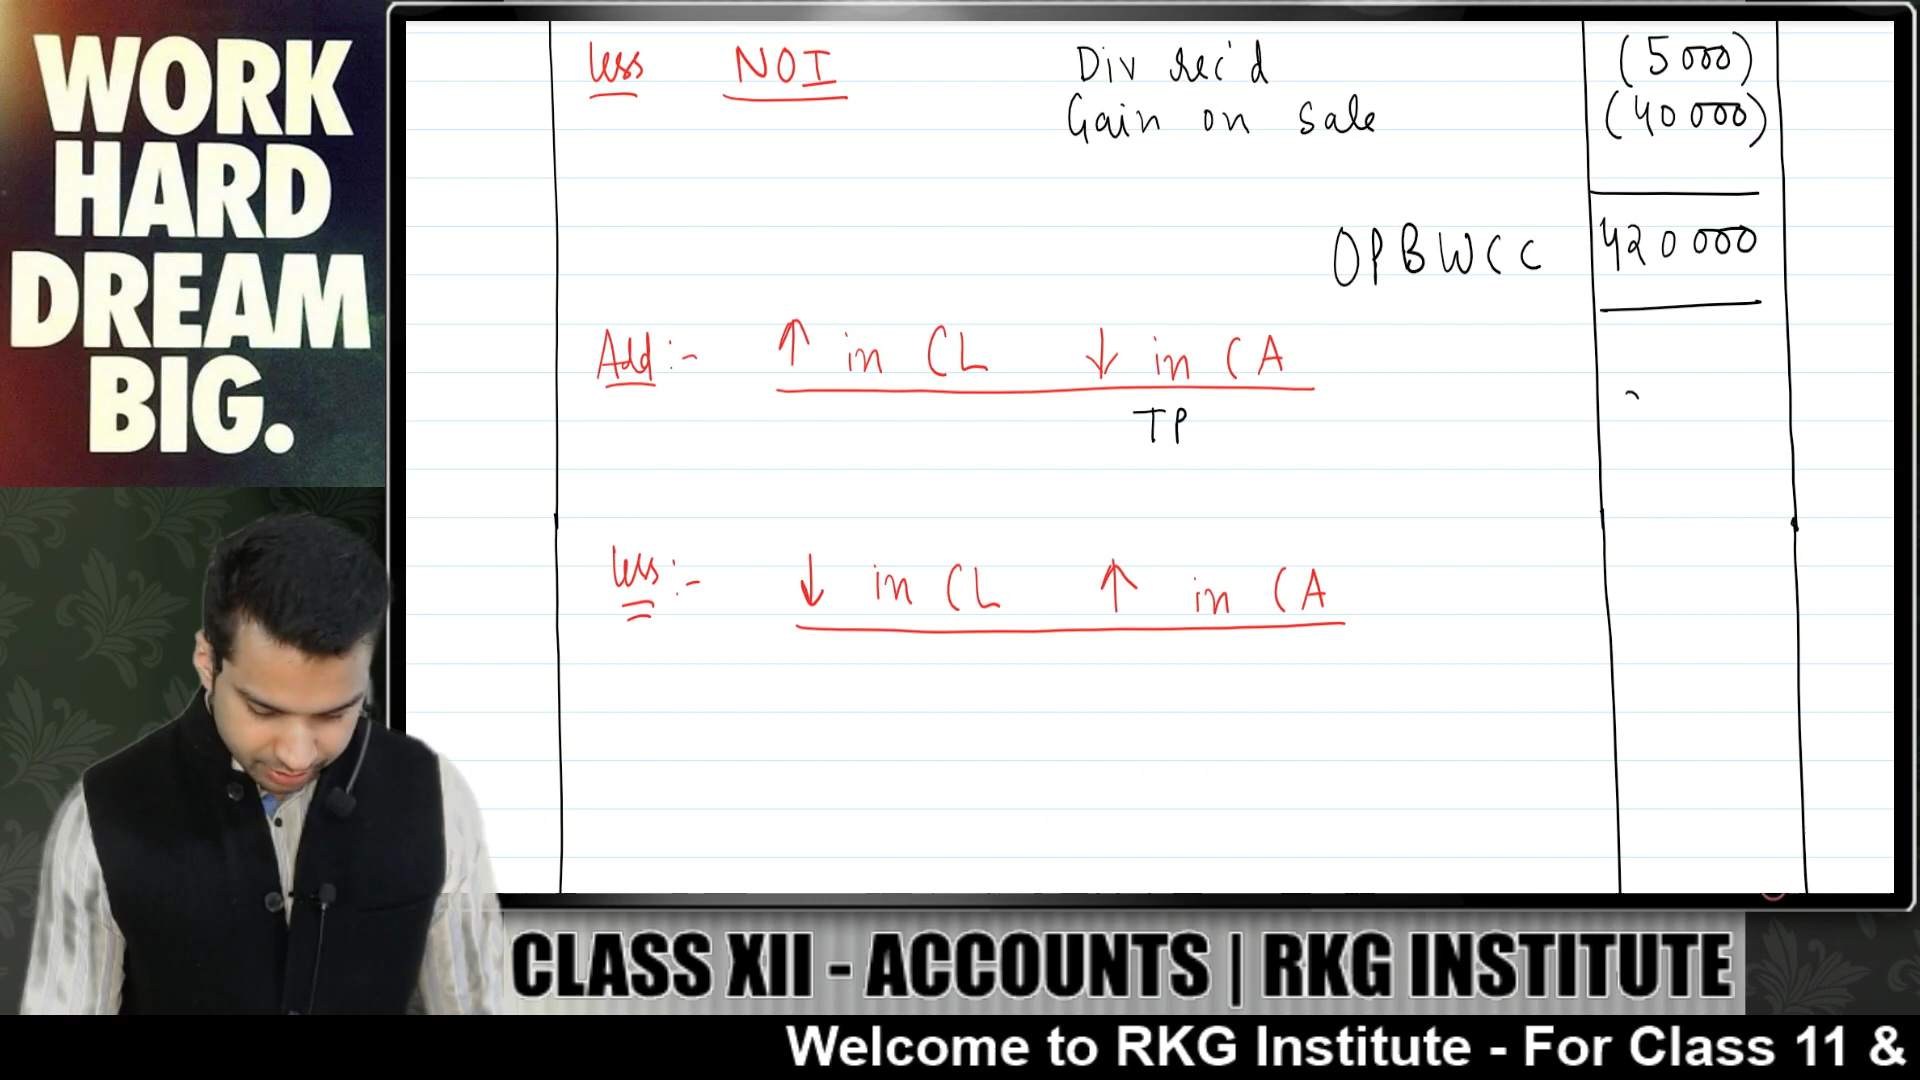 WORK
HARD
DREAM
BIG.
Less NOI Div rec'd (5000)
Gain on sale (40000)
OPBWCC 420000
Add:- ↑ in CL ↓ in CA
TP
Less:- ↓ in CL ↑ in CA
CLASS XII - ACCOUNTS | RKG INSTITUTE
Welcome to RKG Institute - For Class 11 &